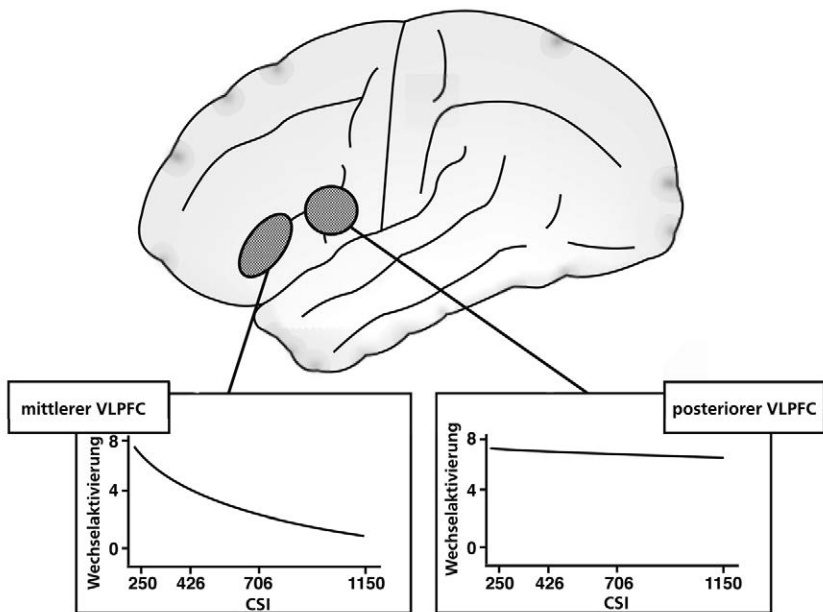 mittlerer VLPFC
posteriorer VLPFC
Wechselaktivierung
8
4
0
250 426 706 1150
CSI
Wechselaktivierung
8
4
0
250 426 706 1150
CSI